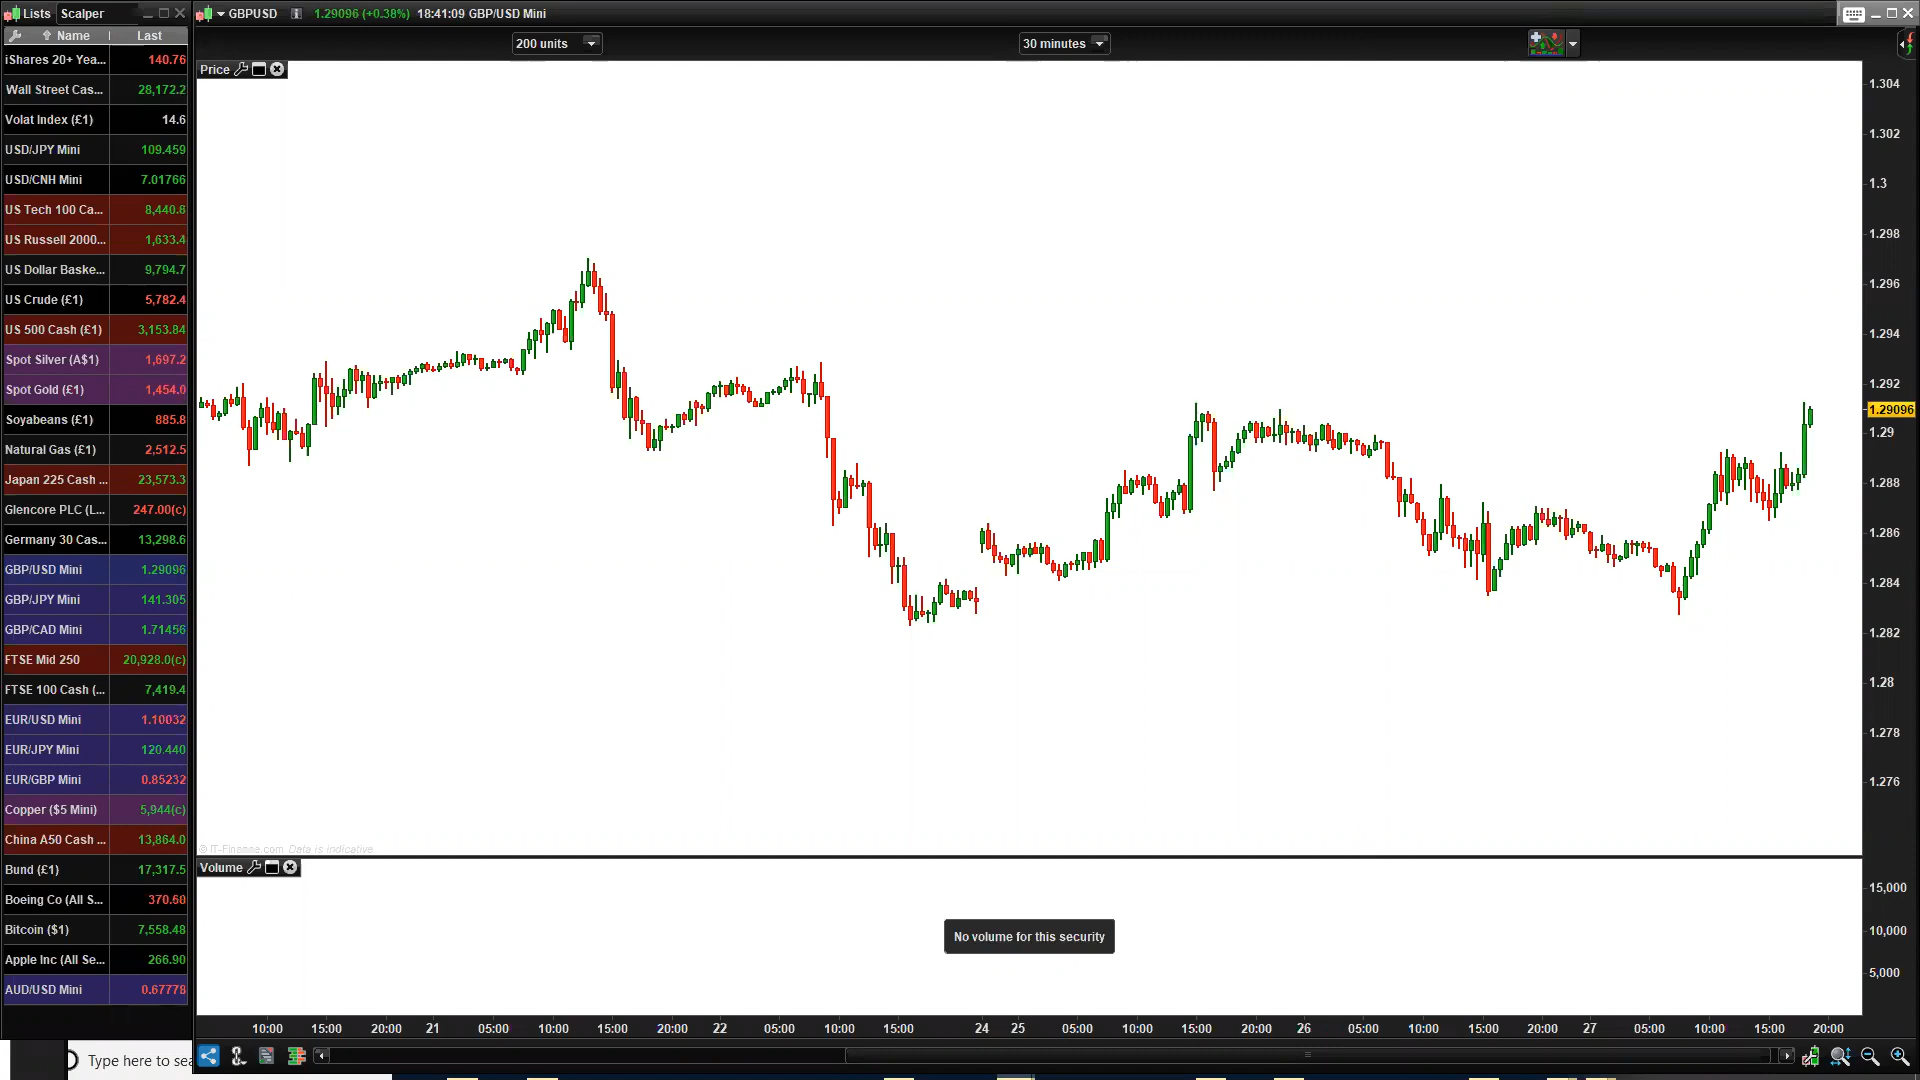 Lists Scalper
GBPUSD 1.29096 (+0.38%) 18:41:09 GBP/USD Mini
Name Last
200 units 30 minutes
iShares 20+ Yea... 140.76
Wall Street Cas... 28,172.2
Volat Index (£1) 14.6
USD/JPY Mini 109.459
USD/CNH Mini 7.01766
US Tech 100 Ca... 8,440.6
US Russell 2000... 1,633.4
US Dollar Baske... 9,794.7
US Crude (£1) 5,782.4
US 500 Cash (£1) 3,153.84
Spot Silver (A$1) 1,697.2
Spot Gold (£1) 1,454.0
Soyabeans (£1) 885.8
Natural Gas (£1) 2,512.5
Japan 225 Cash ... 23,573.3
Glencore PLC (L... 247.00(c)
Germany 30 Cas... 13,298.6
GBP/USD Mini 1.29096
GBP/JPY Mini 141.305
GBP/CAD Mini 1.71456
FTSE Mid 250 20,928.0(c)
FTSE 100 Cash (... 7,419.4
EUR/USD Mini 1.10032
EUR/JPY Mini 120.440
EUR/GBP Mini 0.85232
Copper ($5 Mini) 5,944(c)
China A50 Cash ... 13,864.0
Bund (£1) 17,317.5
Boeing Co (All S... 370.60
Bitcoin ($1) 7,558.48
Apple Inc (All Se... 266.90
AUD/USD Mini 0.67778
Price
1.304
1.302
1.3
1.298
1.296
1.294
1.292
1.29096
1.29
1.288
1.286
1.284
1.282
1.28
1.278
1.276
© IT-Finance.com Data is indicative
Volume
No volume for this security
15,000
10,000
5,000
10:00 15:00 20:00 21 05:00 10:00 15:00 20:00 22 05:00 10:00 15:00 24 25 05:00 10:00 15:00 20:00 26 05:00 10:00 15:00 20:00 27 05:00 10:00 15:00 20:00
Type here to sea